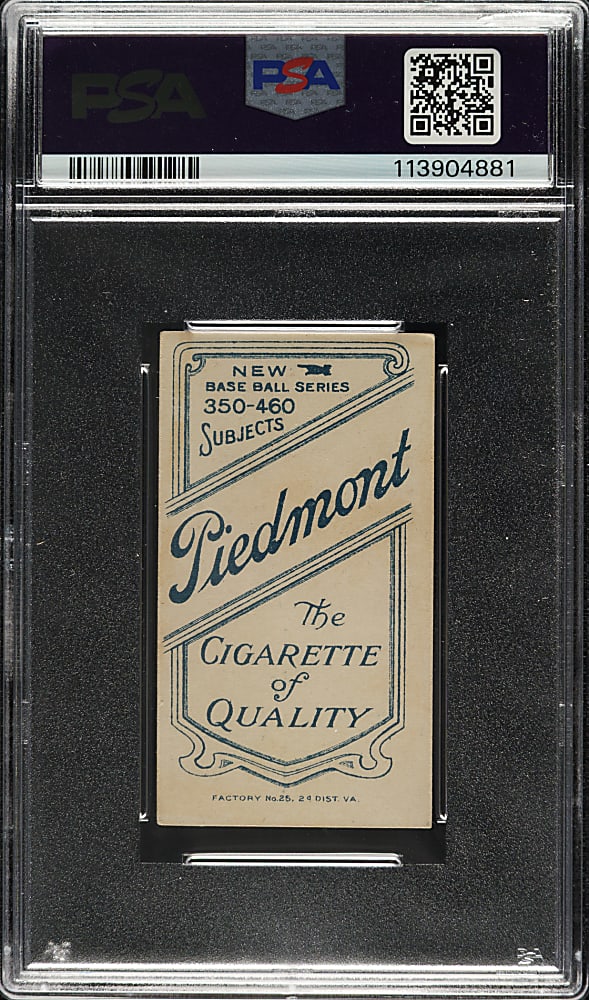 PSA
PSA
113904881
NEW
BASE BALL SERIES
350-460
SUBJECTS
Piedmont
The
CIGARETTE
of
QUALITY
FACTORY No. 25, 2d DIST. VA.